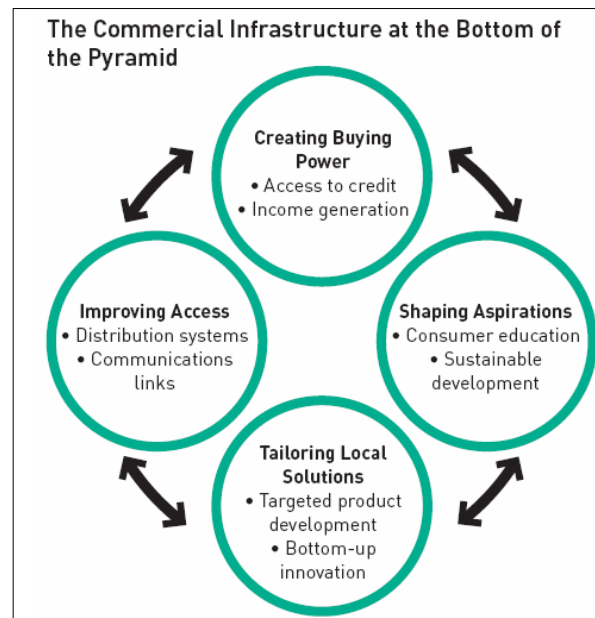 The Commercial Infrastructure at the Bottom of
the Pyramid
Creating Buying
Power
• Access to credit
• Income generation
Improving Access
• Distribution systems
• Communications
links
Shaping Aspirations
• Consumer education
• Sustainable
development
Tailoring Local
Solutions
• Targeted product
development
• Bottom-up
innovation